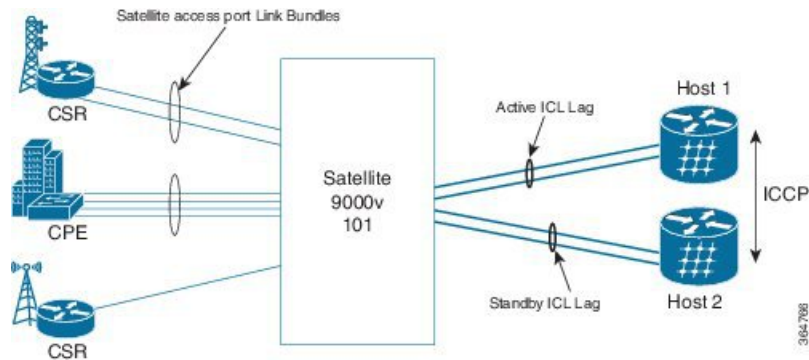 Satellite access port Link Bundles
CSR
CPE
CSR
Satellite
9000v
101
Active ICL Lag
Standby ICL Lag
Host 1
ICCP
Host 2
364766